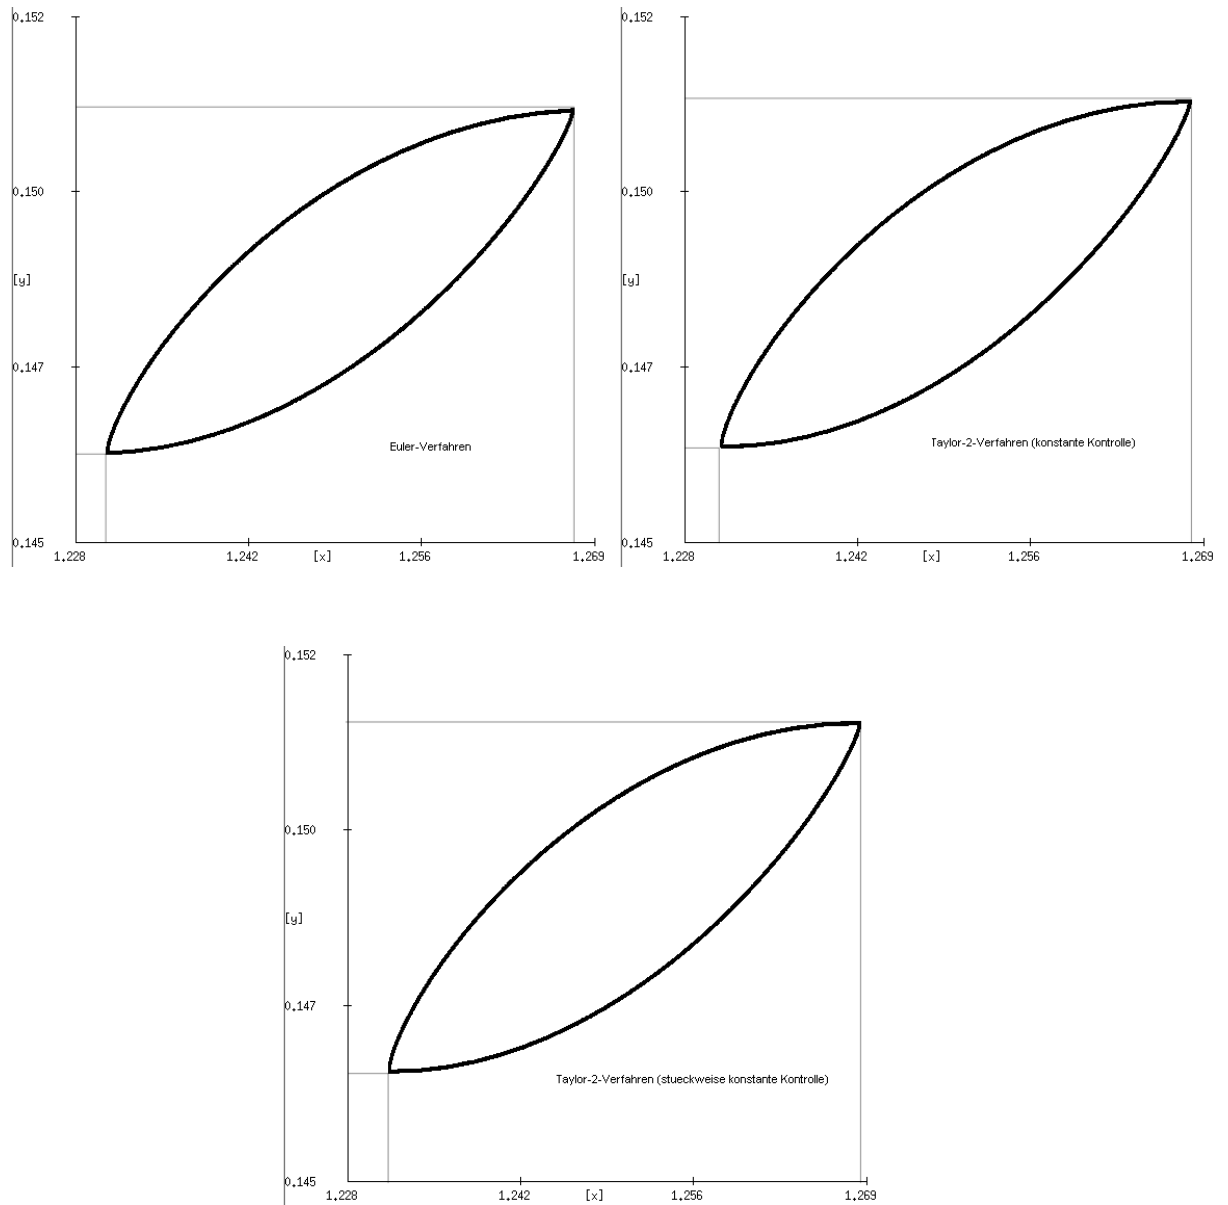 0.152
0.150
[y]
0.147
Euler-Verfahren
0.145
1.228
1.242
[x]
1.256
1.269
0.152
0.150
[y]
0.147
Taylor-2-Verfahren (konstante Kontrolle)
0.145
1.228
1.242
[x]
1.256
1.269
0.152
0.150
[y]
0.147
Taylor-2-Verfahren (stueckweise konstante Kontrolle)
0.145
1.228
1.242
[x]
1.256
1.269